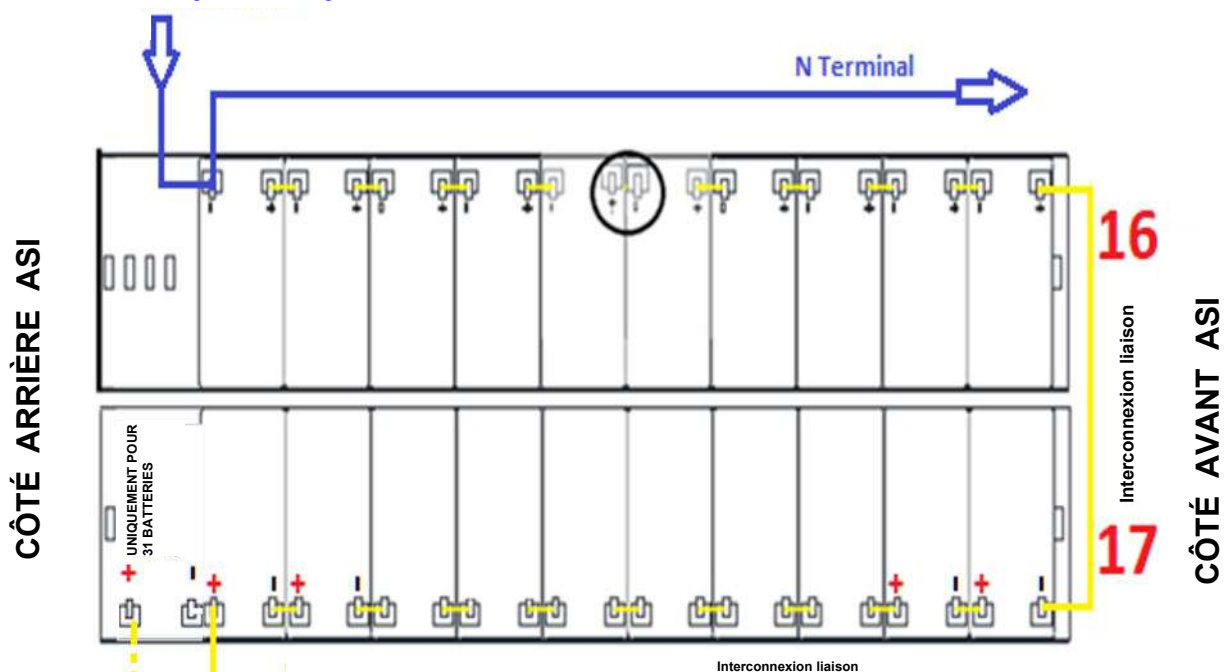 N Terminal
16
CÔTÉ ARRIÈRE ASI
Interconnexion liaison
CÔTÉ AVANT ASI
UNIQUEMENT POUR
31 BATTERIES
17
Interconnexion liaison